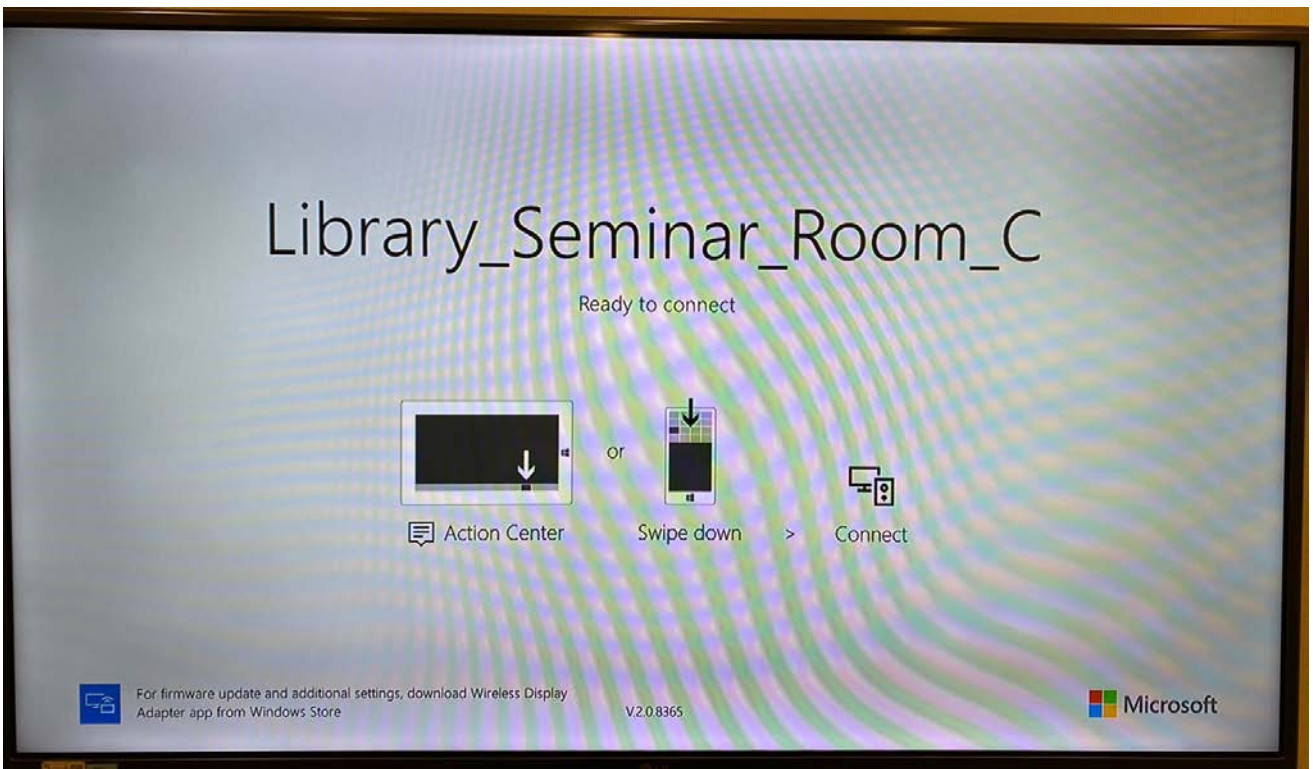 Library_Seminar_Room_C
Ready to connect
or
Action Center
Swipe down
>
Connect
For firmware update and additional settings, download Wireless Display
Adapter app from Windows Store
V.2.0.8365
Microsoft